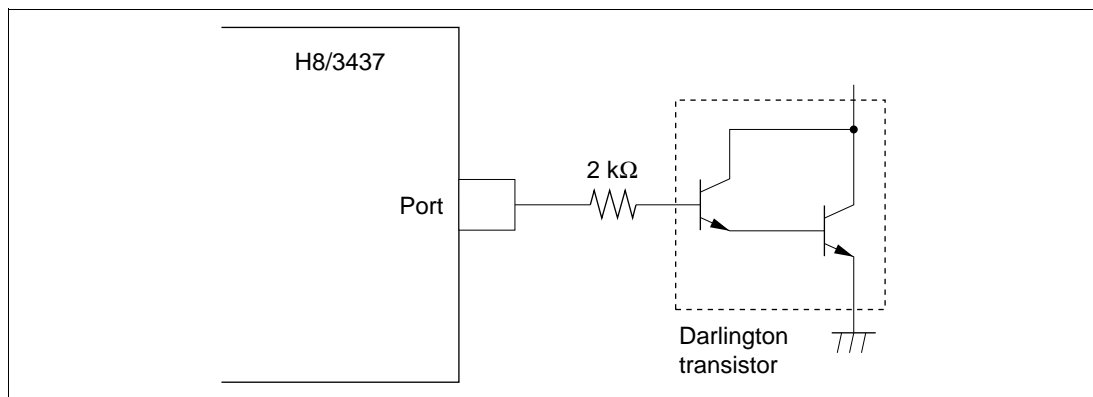 H8/3437
2 kΩ
Port
Darlington
transistor